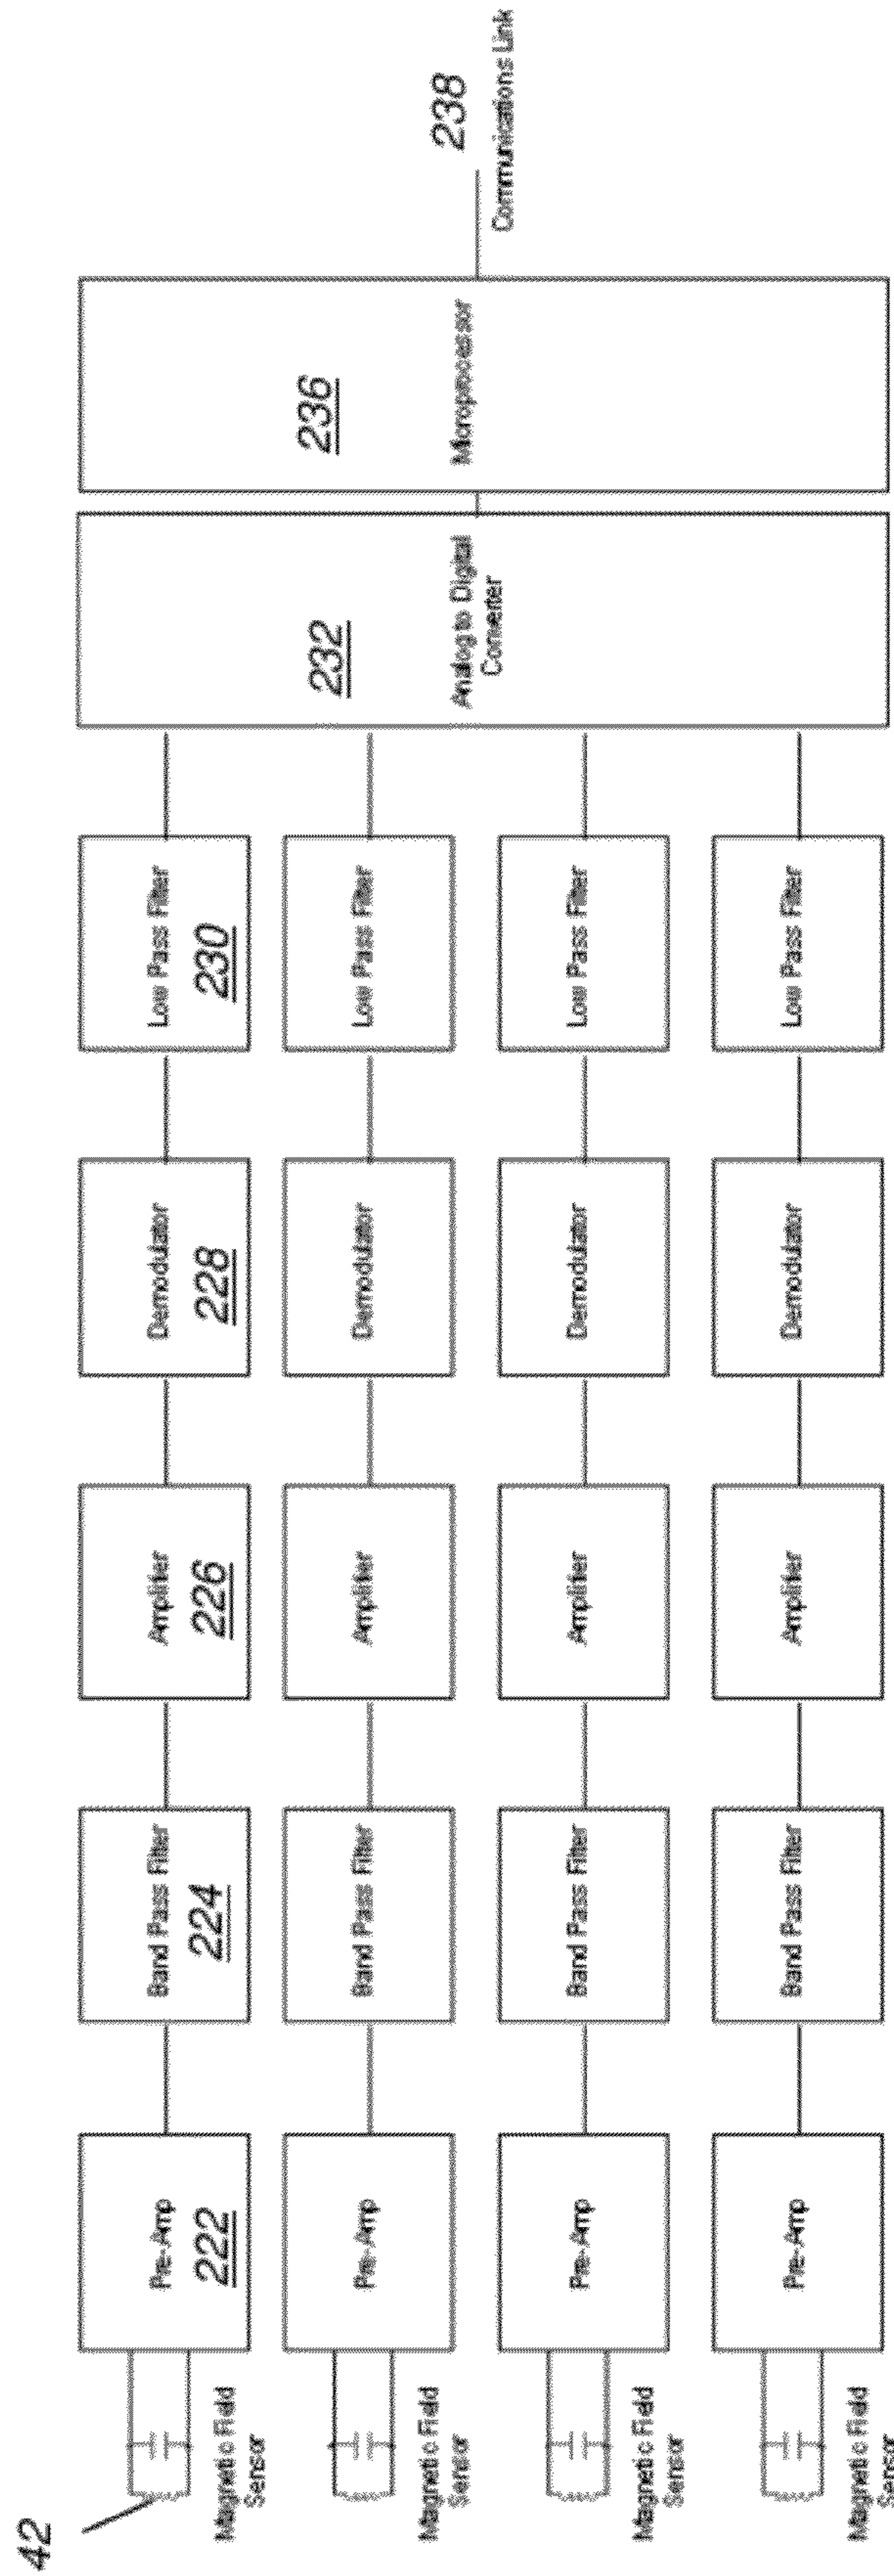 42
Magnetic Field
Sensor
Pre-Amp
222
Band Pass Filter
224
Amplifier
226
Demodulator
228
Low Pass Filter
230
Magnetic Field
Sensor
Pre-Amp
Band Pass Filter
Amplifier
Demodulator
Low Pass Filter
Magnetic Field
Sensor
Pre-Amp
Band Pass Filter
Amplifier
Demodulator
Low Pass Filter
Magnetic Field
Sensor
Pre-Amp
Band Pass Filter
Amplifier
Demodulator
Low Pass Filter
232
Analog to Digital
Converter
236
Microprocessor
238
Communications Link